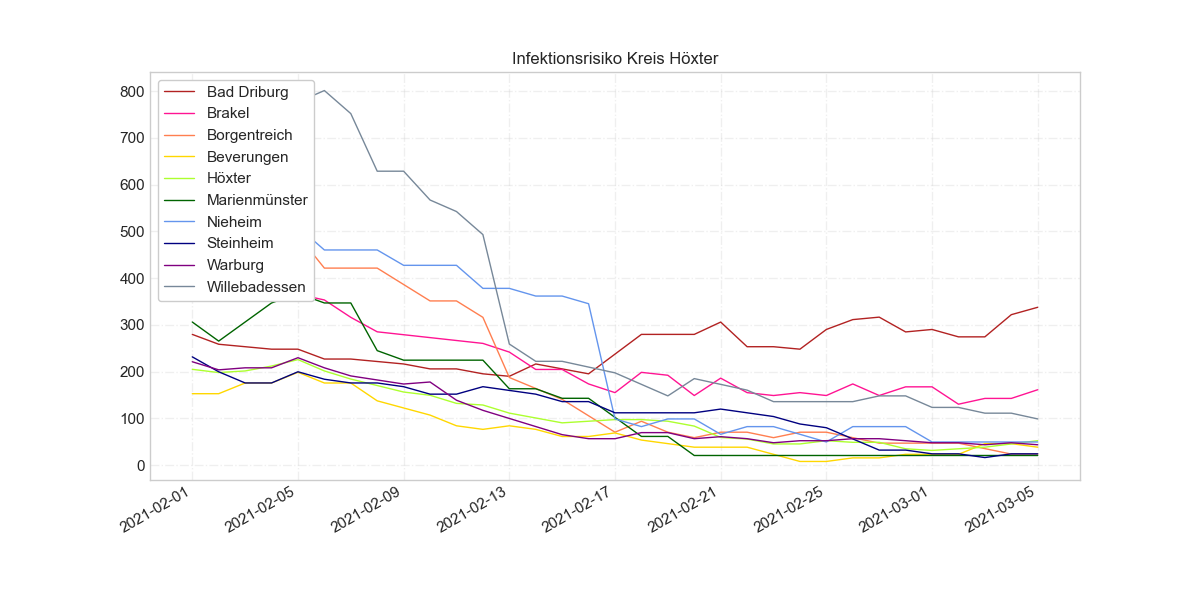 Infektionsrisiko Kreis Höxter
800
700
600
500
400
300
200
100
0
Bad Driburg
Brakel
Borgentreich
Beverungen
Höxter
Marienmünster
Nieheim
Steinheim
Warburg
Willebadessen
2021-02-01
2021-02-05
2021-02-09
2021-02-13
2021-02-17
2021-02-21
2021-02-25
2021-03-01
2021-03-05